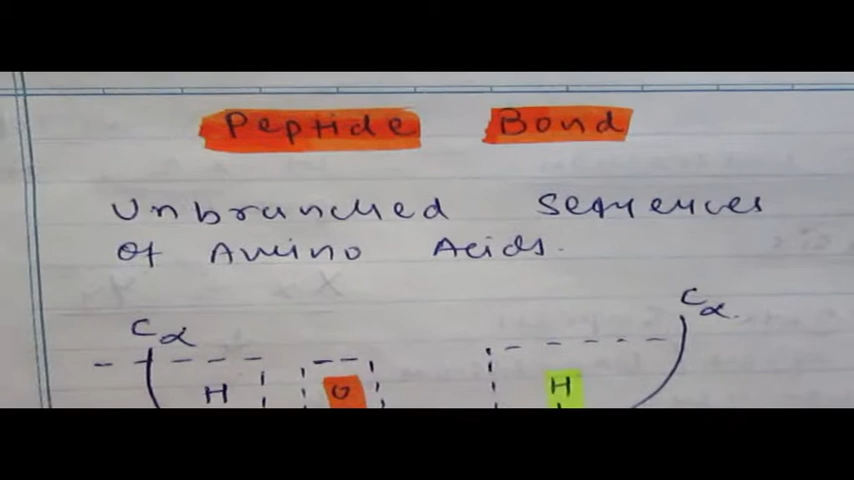 Peptide Bond
Unbranched sequences
of Amino Acids.
Cα
Cα.
H O H